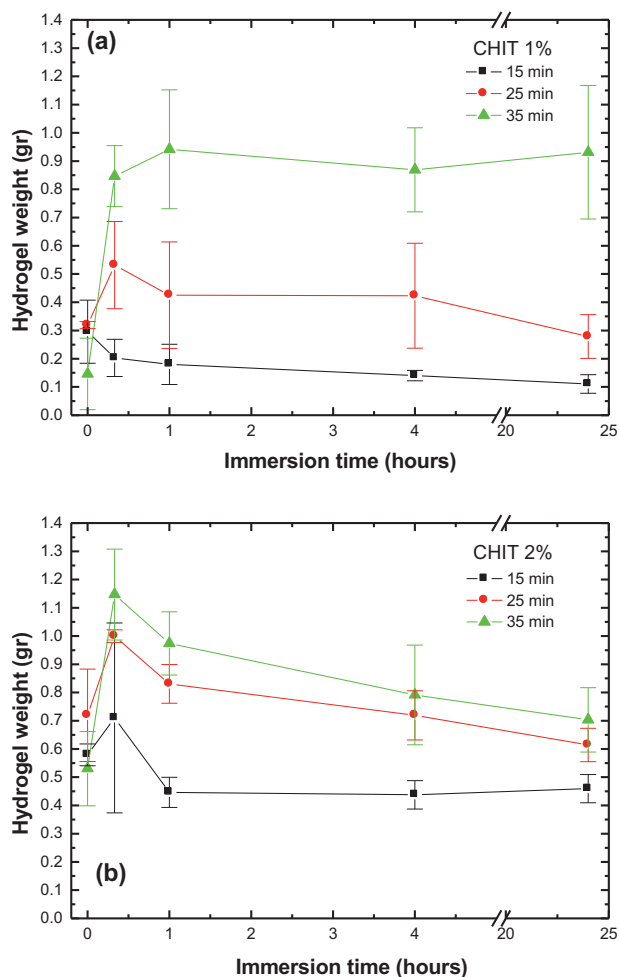 (a)
CHIT 1%
15 min
25 min
35 min
1.4
1.3
1.2
1.1
1.0
0.9
0.8
0.7
0.6
0.5
0.4
0.3
0.2
0.1
0.0
Hydrogel weight (gr)
0 1 2 3 4 20 25
Immersion time (hours)
CHIT 2%
15 min
25 min
35 min
1.4
1.3
1.2
1.1
1.0
0.9
0.8
0.7
0.6
0.5
0.4
0.3
0.2
0.1
0.0
Hydrogel weight (gr)
(b)
0 1 2 3 4 20 25
Immersion time (hours)